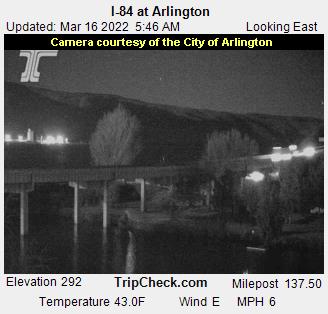 I-84 at Arlington
Updated: Mar 16 2022 5:46 AM Looking East
Camera courtesy of the City of Arlington
Elevation 292 TripCheck.com Milepost 137.50
Temperature 43.0F Wind E MPH 6